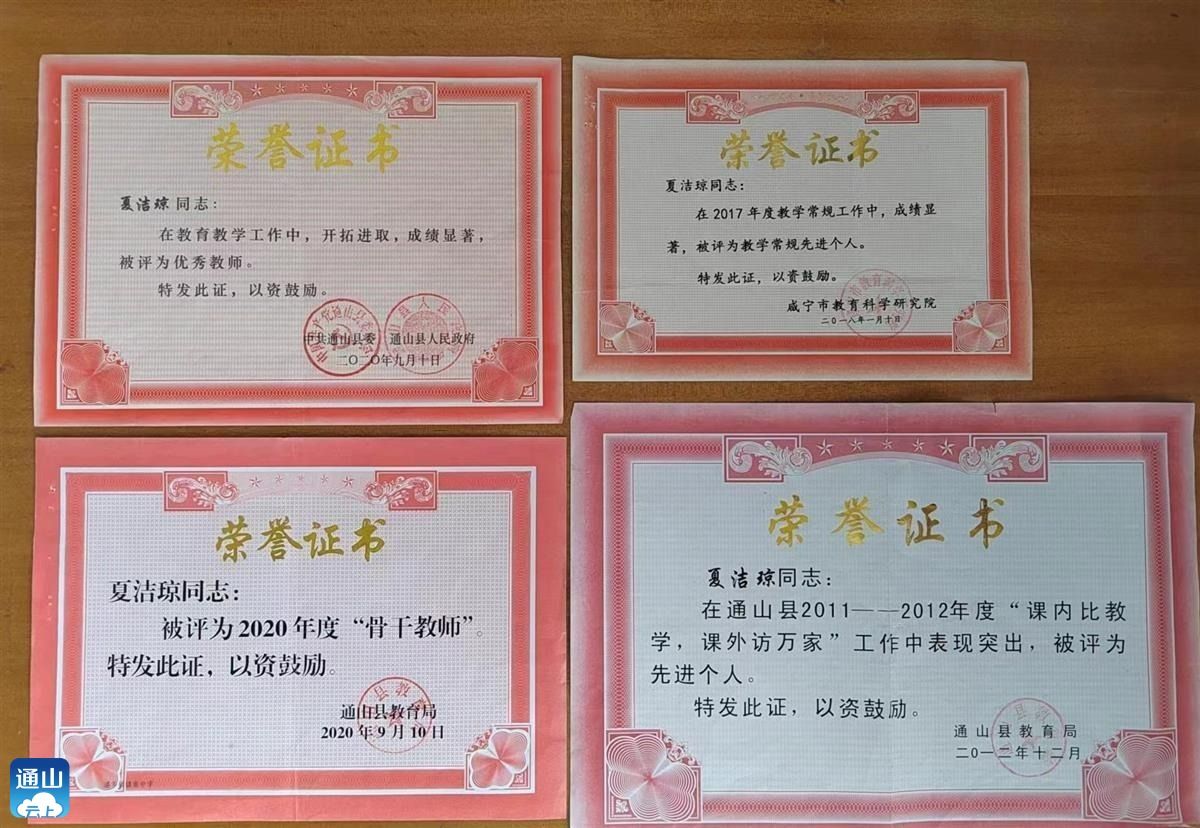 荣誉证书
夏洁琼同志：
在教育教学工作中，开拓进取，成绩显著，
被评为优秀教师。
特发此证，以资鼓励。
中共通山县委 通山县人民政府
二〇一〇年九月十日
荣誉证书
夏洁琼同志：
在2017年度教学常规工作中，成绩显
著，被评为教学常规先进个人。
特发此证，以资鼓励。
咸宁市教育科学研究院
二〇一八年一月十日
荣誉证书
夏洁琼同志：
被评为2020年度“骨干教师”。
特发此证，以资鼓励。
通山县教育局
2020年9月10日
荣誉证书
夏洁琼同志：
在通山县2011——2012年度“课内比教
学，课外访万家”工作中表现突出，被评为
先进个人。
特发此证，以资鼓励。
通山县教育局
二〇一二年十二月
通山
云上